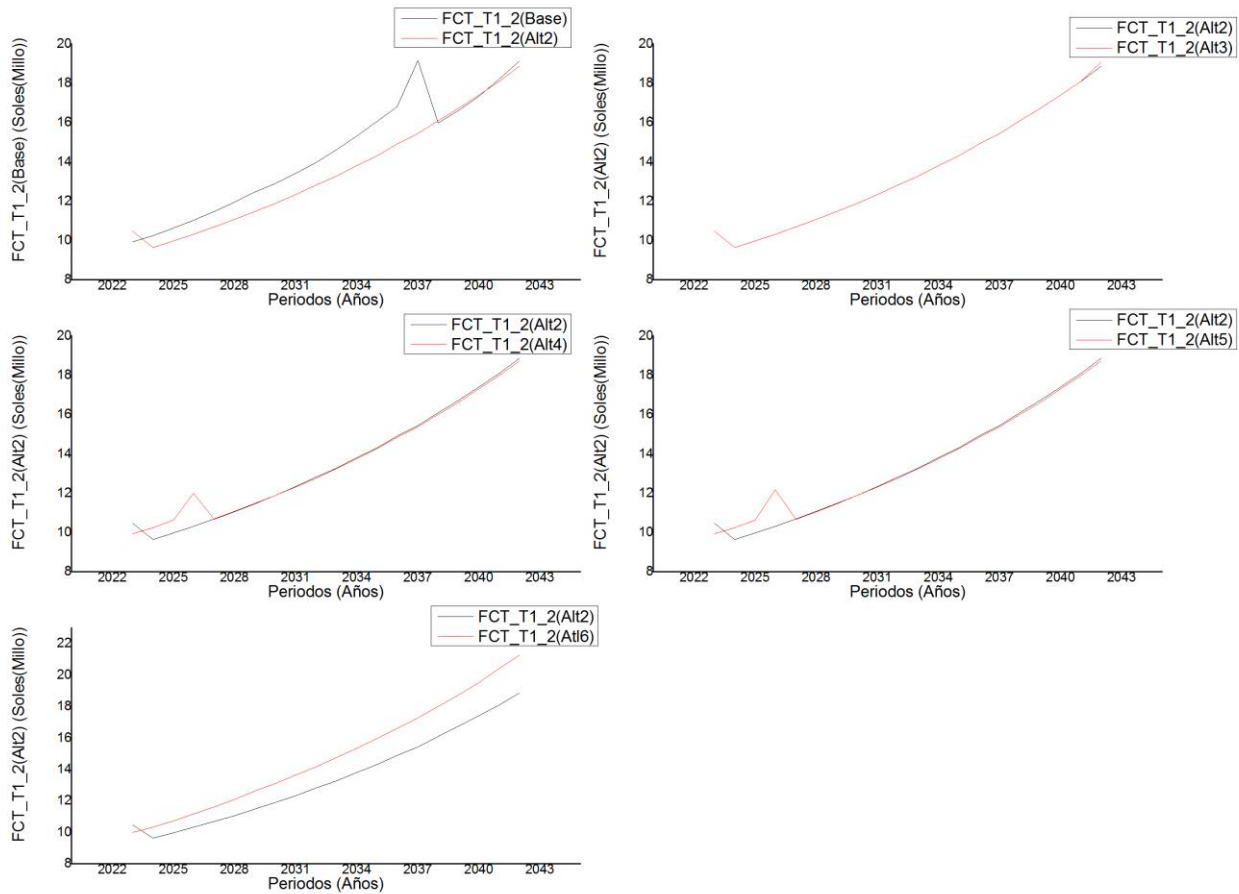 FCT_T1_2(Base)
FCT_T1_2(Alt2)
FCT_T1_2(Base) (Soles(Millo))
20
18
16
14
12
10
8
2022 2025 2028 2031 2034 2037 2040 2043
Periodos (Años)
FCT_T1_2(Alt2)
FCT_T1_2(Alt3)
FCT_T1_2(Alt2) (Soles(Millo))
20
18
16
14
12
10
8
2022 2025 2028 2031 2034 2037 2040 2043
Periodos (Años)
FCT_T1_2(Alt2)
FCT_T1_2(Alt4)
FCT_T1_2(Alt2) (Soles(Millo))
20
18
16
14
12
10
8
2022 2025 2028 2031 2034 2037 2040 2043
Periodos (Años)
FCT_T1_2(Alt2)
FCT_T1_2(Alt5)
FCT_T1_2(Alt2) (Soles(Millo))
20
18
16
14
12
10
8
2022 2025 2028 2031 2034 2037 2040 2043
Periodos (Años)
FCT_T1_2(Alt2)
FCT_T1_2(Atl6)
FCT_T1_2(Alt2) (Soles(Millo))
22
20
18
16
14
12
10
8
2022 2025 2028 2031 2034 2037 2040 2043
Periodos (Años)